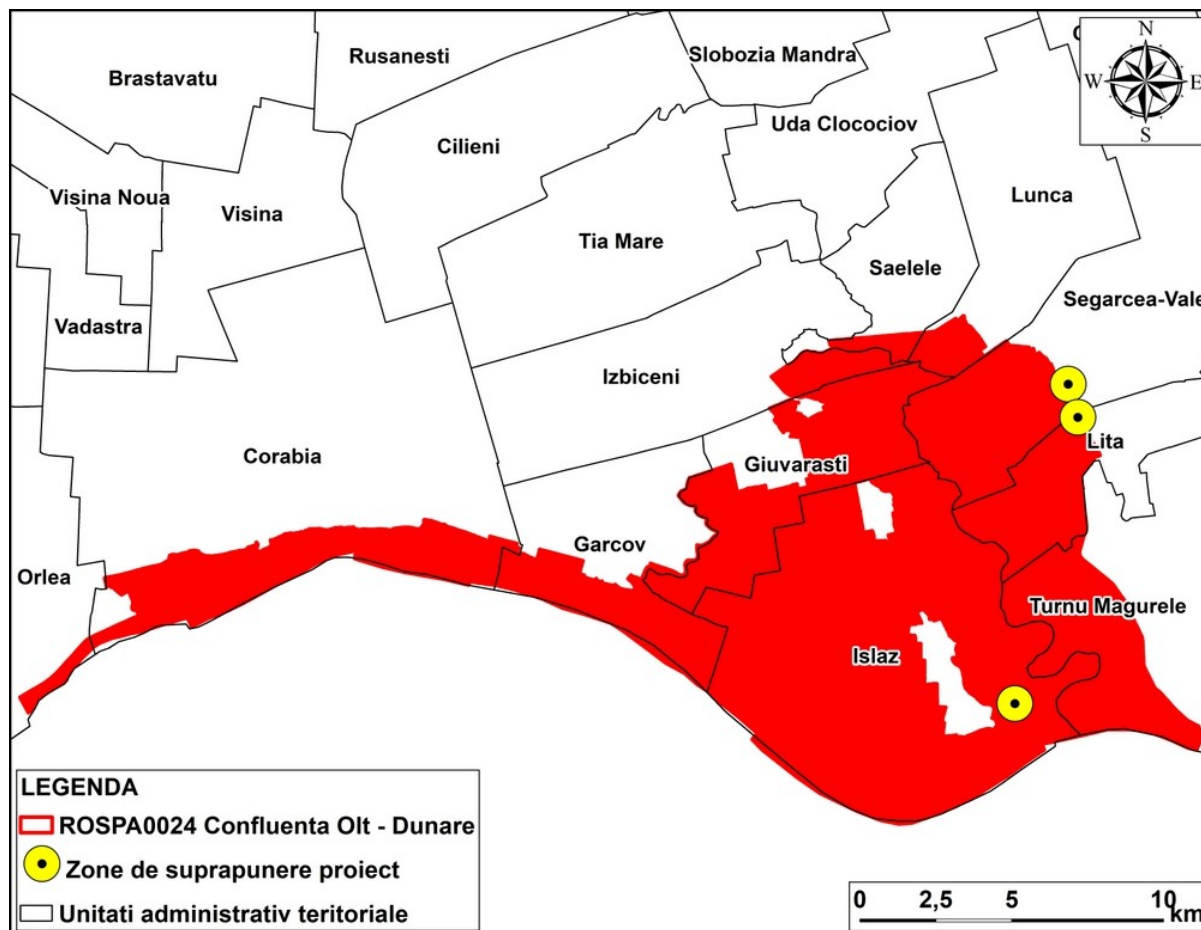 Rusanesti
Slobozia Mandra
N
Brastavatu
W
E
Uda Clocociov
S
Cilieni
Visina Noua
Lunca
Visina
Tia Mare
Saelele
Segarcea-Vale
Vadastra
Izbiceni
Lita
Corabia
Giuvarasti
Garcov
Orlea
Turnu Magurele
Islaz
LEGENDA
ROSPA0024 Confluenta Olt - Dunare
Zone de suprapunere proiect
Unitati administrativ teritoriale
0 2,5 5 10
km